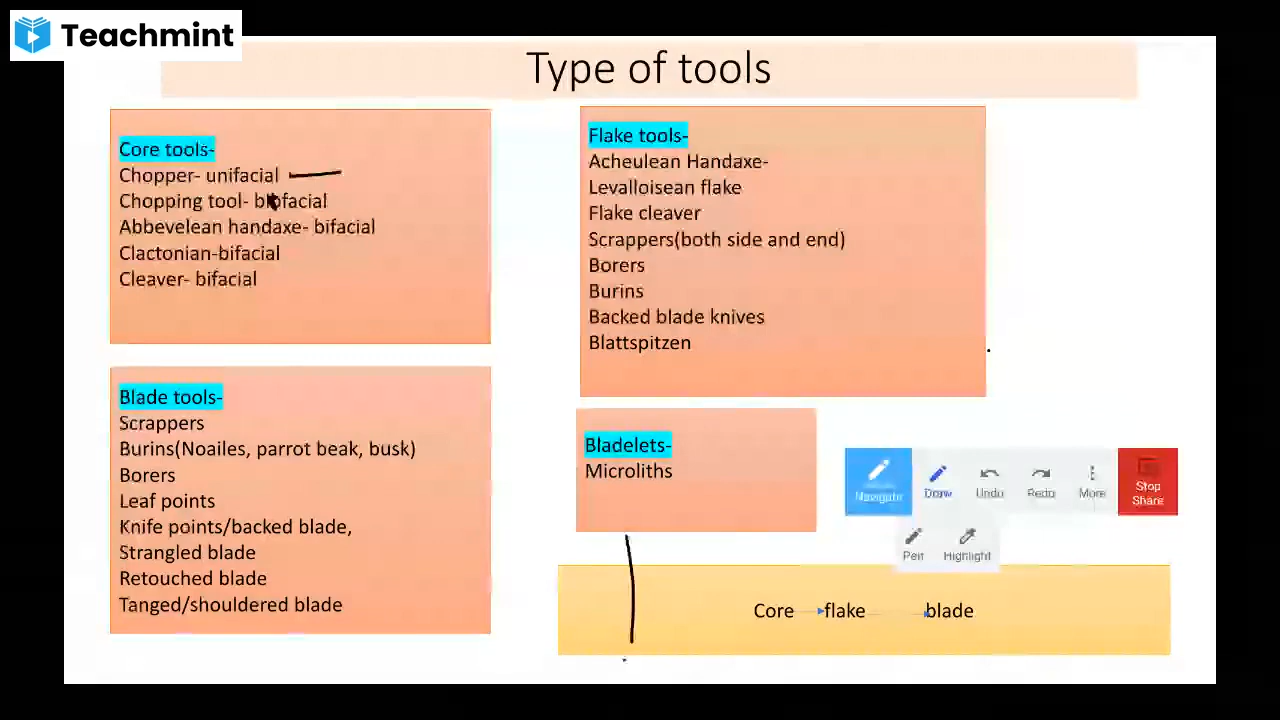 Teachmint
Type of tools
Core tools-
Chopper- unifacial
Chopping tool- facial
Abbevelean handaxe- bifacial
Clactonian-bifacial
Cleaver- bifacial
Flake tools-
Acheulean Handaxe-
Levalloisean flake
Flake cleaver
Scrappers(both side and end)
Borers
Burins
Backed blade knives
Blattspitzen
Blade tools-
Scrappers
Burins(Noailes, parrot beak, busk)
Borers
Leaf points
Knife points/backed blade,
Strangled blade
Retouched blade
Tanged/shouldered blade
Bladelets-
Microliths
Navigate Draw Undo Redo More Stop Share
Pen Highlight
Core flake blade